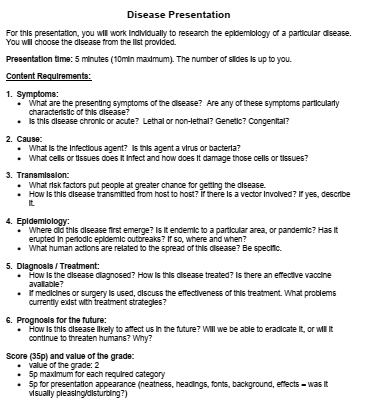 Disease Presentation
For this presentation, you will work individually to research the epidemiology of a particular disease.
You will choose the disease from the list provided.
Presentation time: 5 minutes (10min maximum). The number of slides is up to you.
Content Requirements:
1. Symptoms:
• What are the presenting symptoms of the disease? Are any of these symptoms particularly
characteristic of this disease?
• Is this disease chronic or acute? Lethal or non-lethal? Genetic? Congenital?
2. Cause:
• What is the infectious agent? Is this agent a virus or bacteria?
• What cells or tissues does it infect and how does it damage those cells or tissues?
3. Transmission:
• What risk factors put people at greater chance for getting the disease.
• How is this disease transmitted from host to host? If there is a vector involved? If yes, describe
it.
4. Epidemiology:
• Where did this disease first emerge? Is it endemic to a particular area, or pandemic? Has it
erupted in periodic epidemic outbreaks? If so, where and when?
• What human actions are related to the spread of this disease? Be specific.
5. Diagnosis / Treatment:
• How is the disease diagnosed? How is this disease treated? Is there an effective vaccine
available?
• If medicines or surgery is used, discuss the effectiveness of this treatment. What problems
currently exist with treatment strategies?
6. Prognosis for the future:
• How is this disease likely to affect us in the future? Will we be able to eradicate it, or will it
continue to threaten humans? Why?
Score (35p) and value of the grade:
• value of the grade: 2
• 5p maximum for each required category
• 5p for presentation appearance (neatness, headings, fonts, background, effects = was it
visually pleasing/disturbing?)